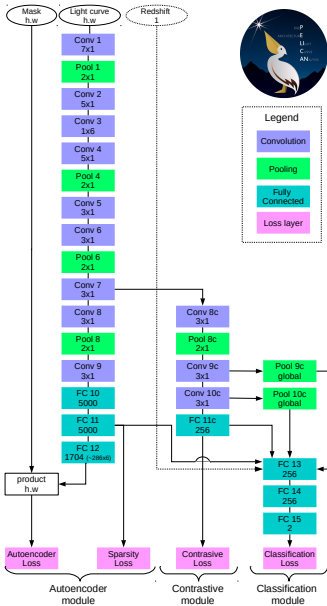 Mask
h.w
Light curve
h.w
Redshift
1
Conv 1
7x1
Pool 1
2x1
Conv 2
5x1
Conv 3
1x6
Conv 4
5x1
Pool 4
2x1
Conv 5
3x1
Conv 6
3x1
Pool 6
2x1
Conv 7
3x1
Conv 8
3x1
Pool 8
2x1
Conv 9
3x1
FC 10
5000
FC 11
5000
FC 12
1704 (~286x6)
product
h.w
Autoencoder
Loss
Sparsity
Loss
Autoencoder
module
Conv 8c
3x1
Pool 8c
2x1
Conv 9c
3x1
Conv 10c
3x1
FC 11c
256
Contrasive
Loss
Contrastive
module
Pool 9c
global
Pool 10c
global
FC 13
256
FC 14
256
FC 15
2
Classification
Loss
Classification
module
Legend
Convolution
Pooling
Fully
Connected
Loss layer